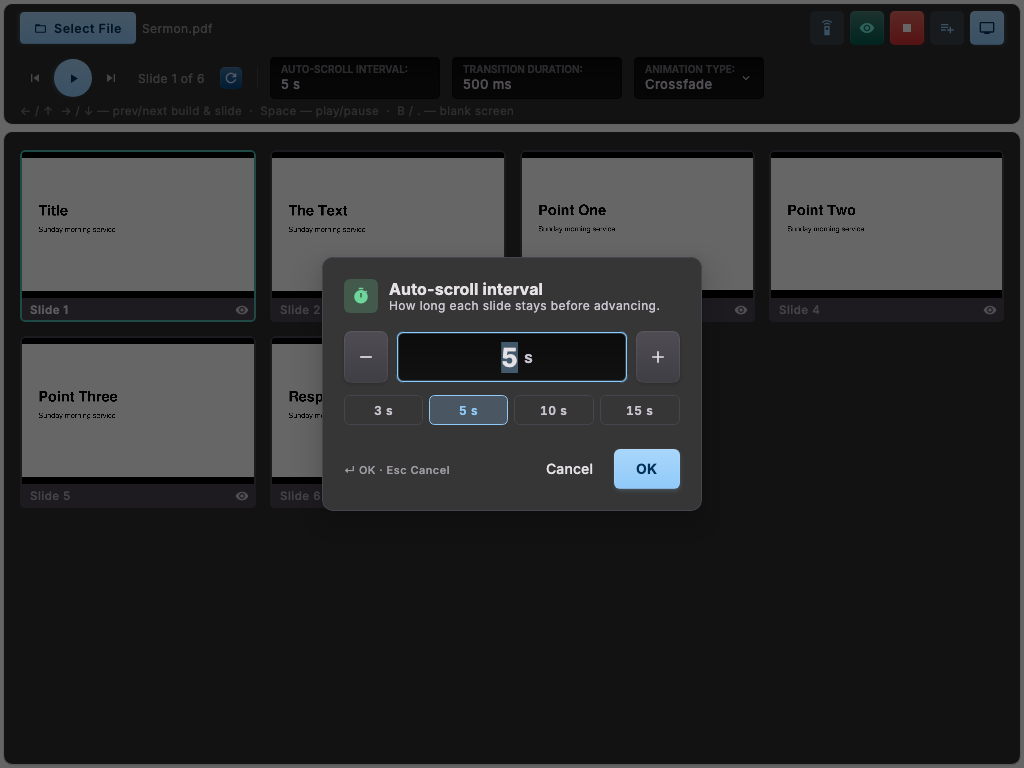 Select File Sermon.pdf
Slide 1 of 6
AUTO-SCROLL INTERVAL:
5 s
TRANSITION DURATION:
500 ms
ANIMATION TYPE:
Crossfade
← / ↑ → / ↓ — prev/next build & slide · Space — play/pause · B / . — blank screen
Title
Sunday morning service
Slide 1
The Text
Sunday morning service
Slide 2
Point One
Sunday morning service
Point Two
Sunday morning service
Slide 4
Point Three
Sunday morning service
Slide 5
Resp
Sunday
Slide 6
Auto-scroll interval
How long each slide stays before advancing.
− 5 s +
3 s 5 s 10 s 15 s
↵ OK · Esc Cancel
Cancel
OK